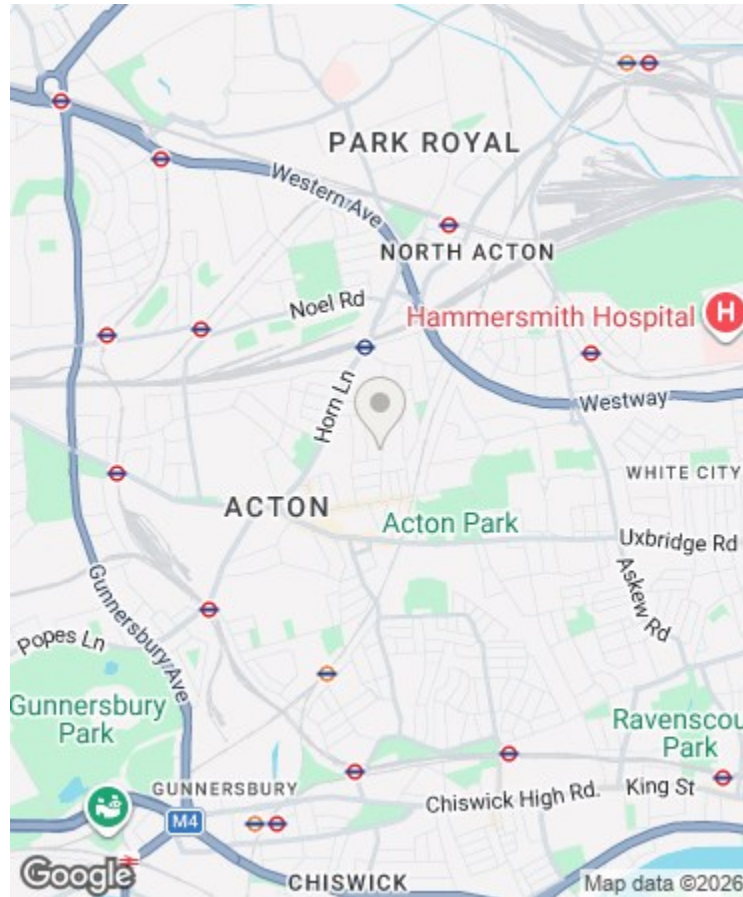 PARK ROYAL
Western Ave
NORTH ACTON
Noel Rd
Hammersmith Hospital
H
Horn Ln
Westway
WHITE CITY
ACTON
Acton Park
Uxbridge Rd
Askew Rd
Gunnersbury Ave
Popes Ln
Gunnersbury
Park
Ravenscou
Park
GUNNERSBURY
Chiswick High Rd.
King St
M4
Google
CHISWICK
Map data ©2026